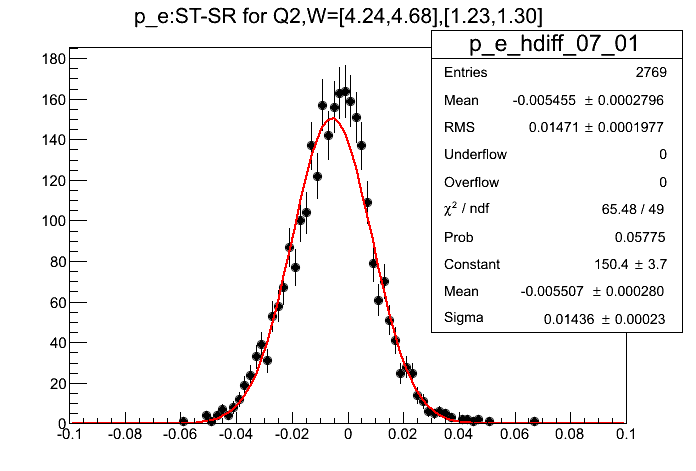 p_e:ST-SR for Q2,W=[4.24,4.68],[1.23,1.30]
p_e_hdiff_07_01
Entries 2769
Mean -0.005455 ± 0.0002796
RMS 0.01471 ± 0.0001977
Underflow 0
Overflow 0
χ² / ndf 65.48 / 49
Prob 0.05775
Constant 150.4 ± 3.7
Mean -0.005507 ± 0.000280
Sigma 0.01436 ± 0.00023
180
160
140
120
100
80
60
40
20
0
-0.1 -0.08 -0.06 -0.04 -0.02 0 0.02 0.04 0.06 0.08 0.1